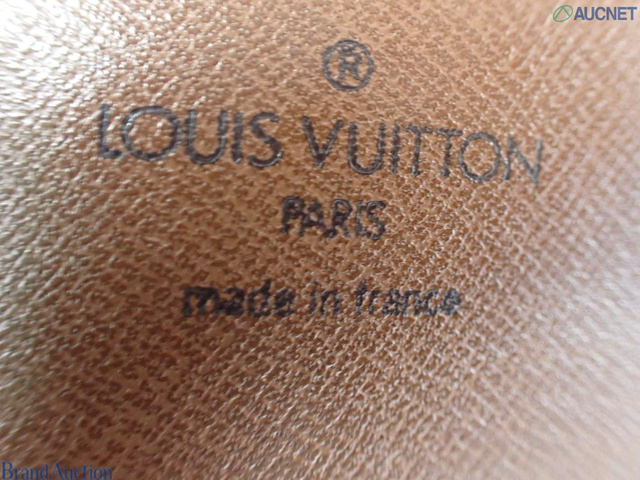 AUCNET
®
LOUIS VUITTON
PARIS
made in france
Brand Auction